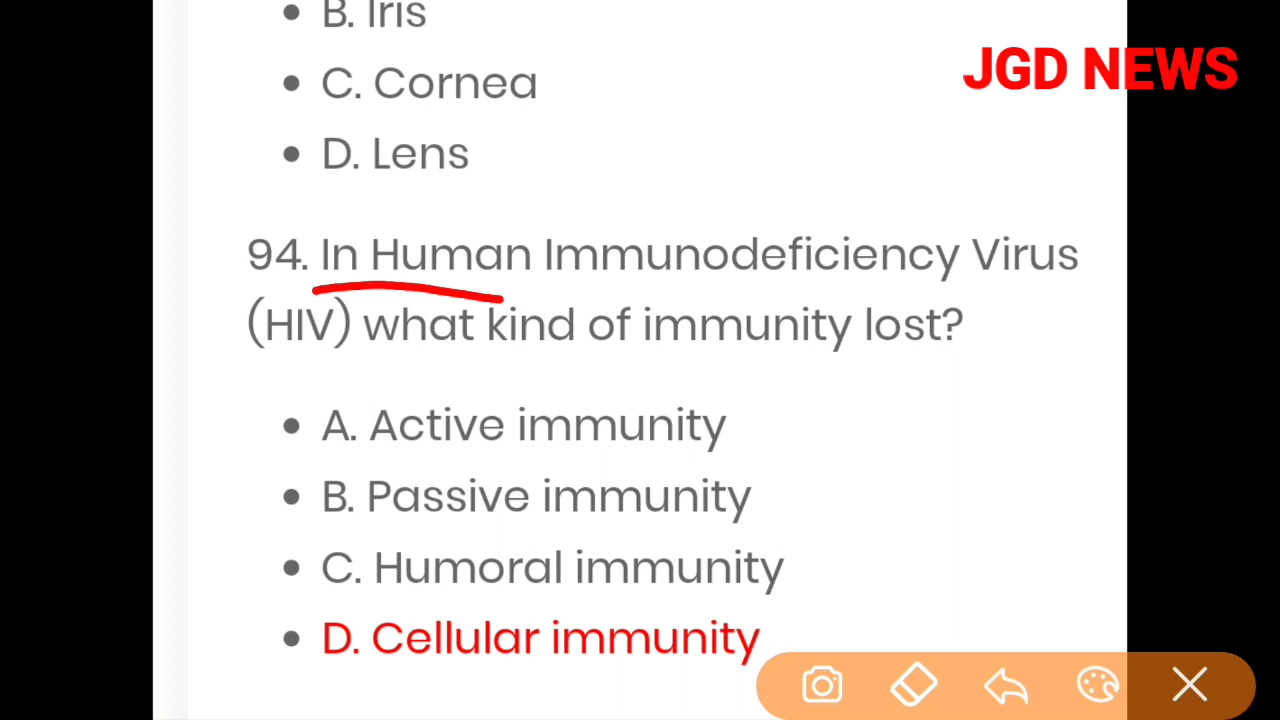 B. Iris
JGD NEWS
C. Cornea
D. Lens
94. In Human Immunodeficiency Virus
(HIV) what kind of immunity lost?
A. Active immunity
B. Passive immunity
C. Humoral immunity
D. Cellular immunity